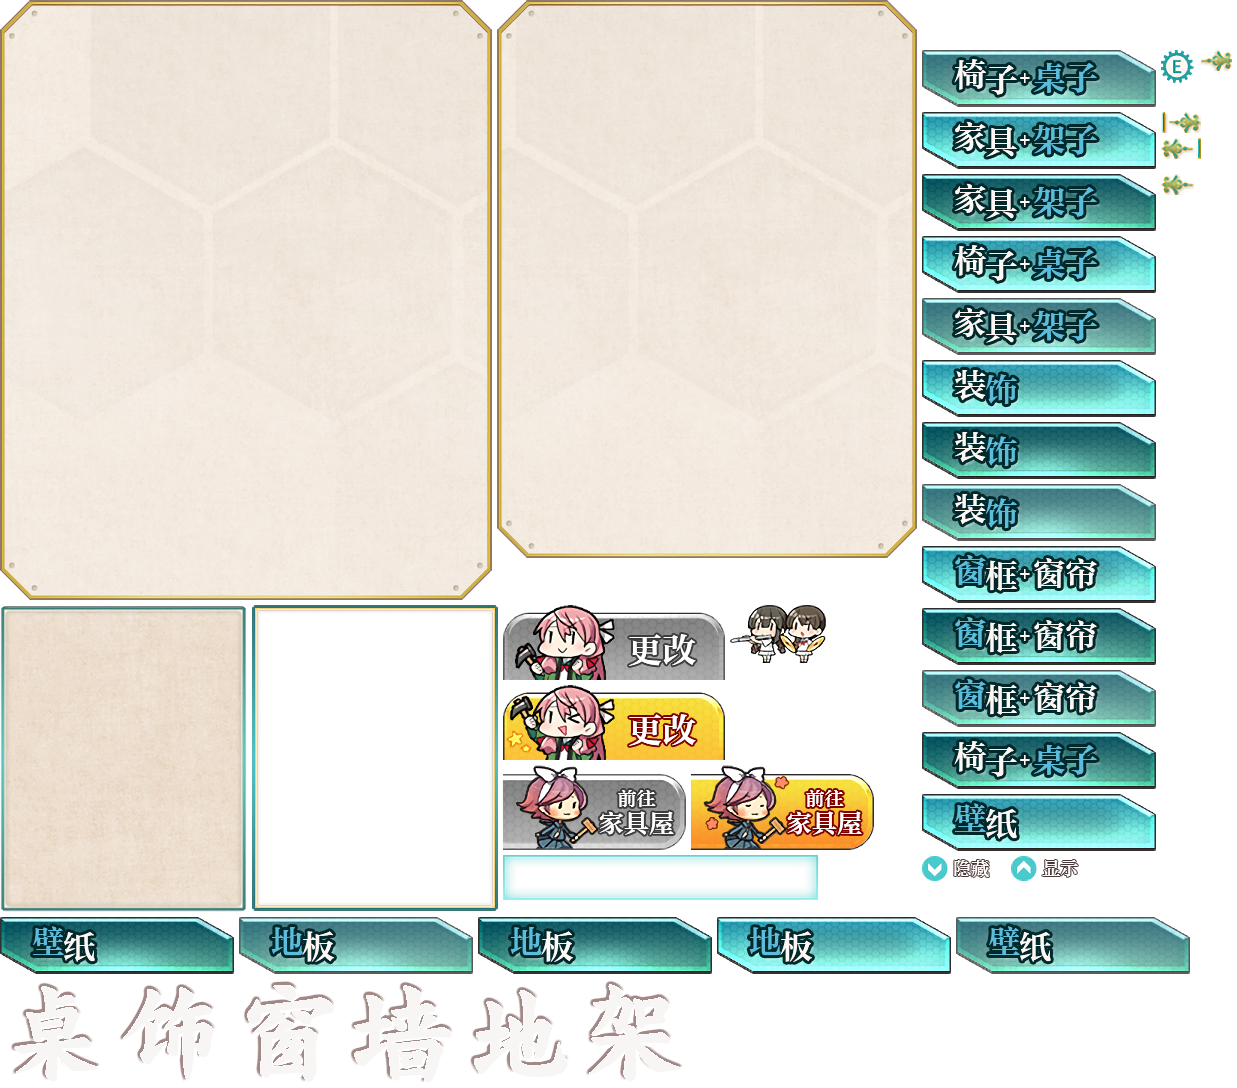 椅子+桌子
E
家具+架子
家具+架子
椅子+桌子
家具+架子
装饰
装饰
装饰
窗框+窗帘
窗框+窗帘
窗框+窗帘
椅子+桌子
壁纸
隐藏
显示
更改
更改
前往
家具屋
前往
家具屋
壁纸
地板
地板
地板
壁纸
桌饰窗墙地架